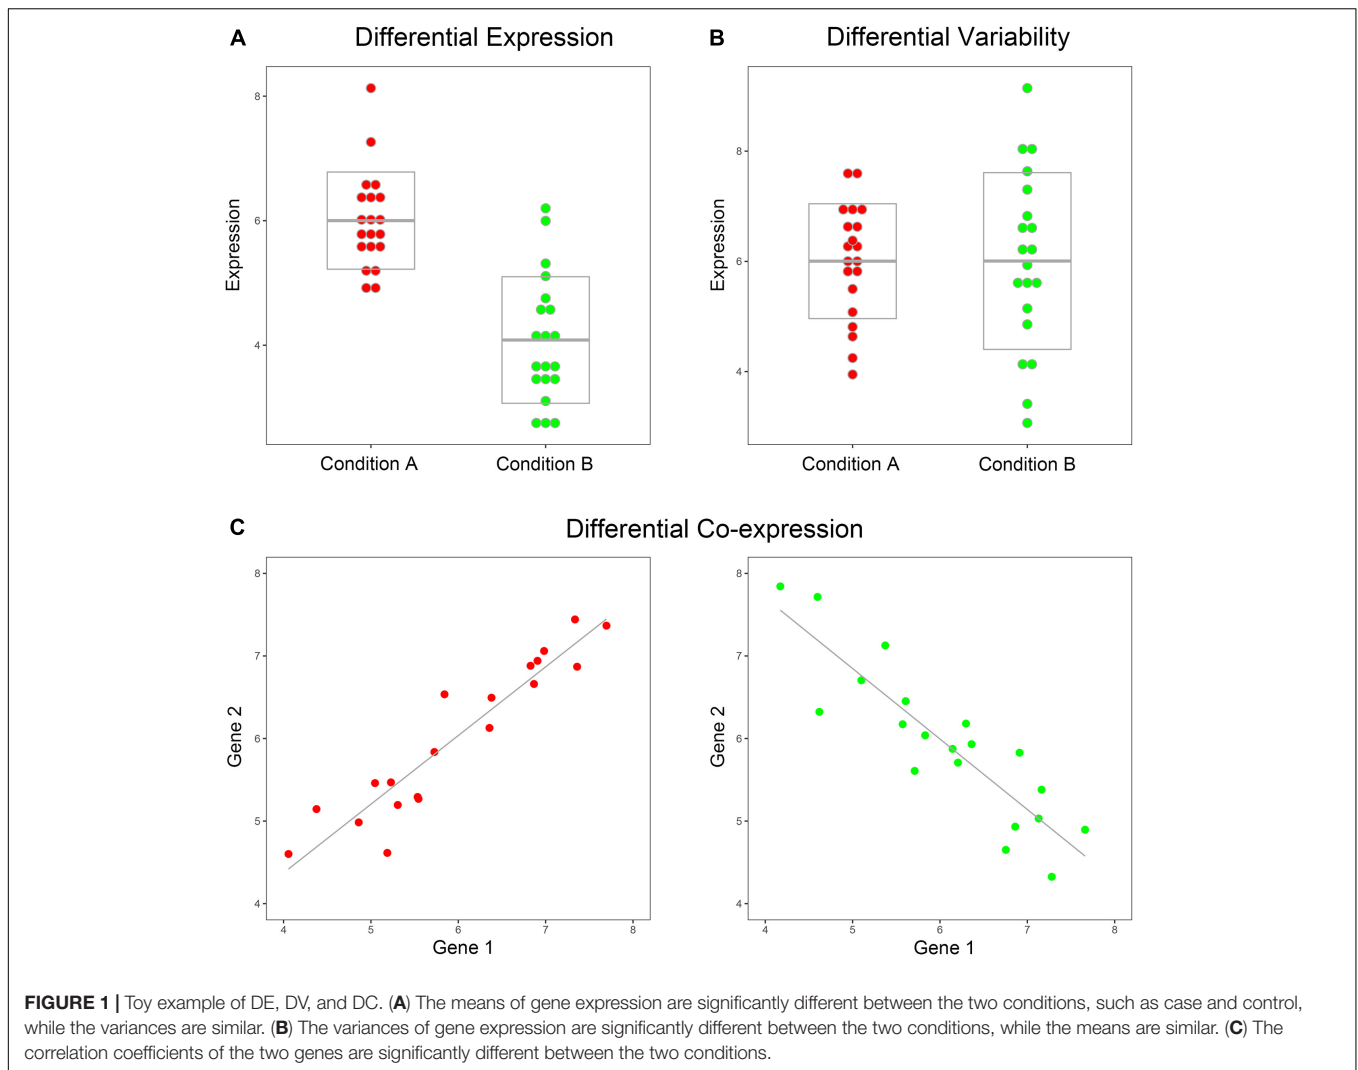 A Differential Expression
B Differential Variability
8
6
4
Expression
Condition A Condition B
8
6
4
Expression
Condition A Condition B
C Differential Co-expression
8
7
6
5
4
Gene 2
4 5 6 7 8
Gene 1
8
7
6
5
4
Gene 2
4 5 6 7 8
Gene 1
FIGURE 1 | Toy example of DE, DV, and DC. (A) The means of gene expression are significantly different between the two conditions, such as case and control,
while the variances are similar. (B) The variances of gene expression are significantly different between the two conditions, while the means are similar. (C) The
correlation coefficients of the two genes are significantly different between the two conditions.